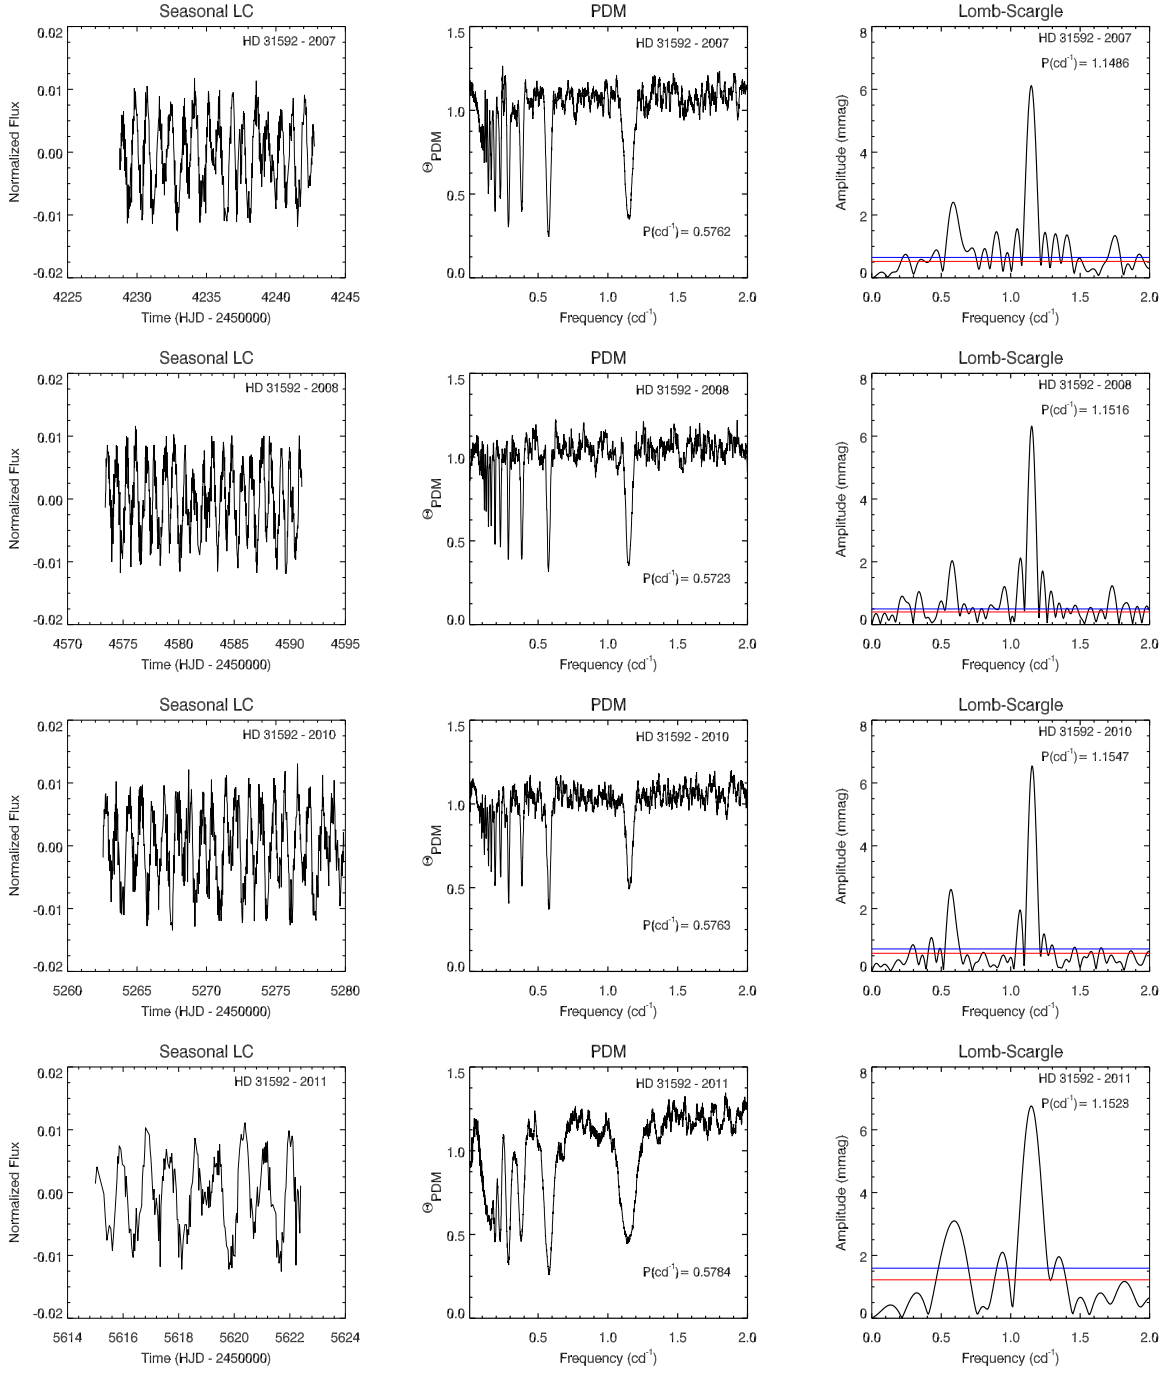 Seasonal LC
PDM
Lomb-Scargle
HD 31592 - 2007
HD 31592 - 2007
HD 31592 - 2007
P(cd⁻¹) = 1.1486
P(cd⁻¹) = 0.5762
Normalized Flux
Θ_PDM
Amplitude (mmag)
0.02
0.01
0.00
-0.01
-0.02
1.5
1.0
0.5
0.0
8
6
4
2
0
4225 4230 4235 4240 4245
0.5 1.0 1.5 2.0
0.0 0.5 1.0 1.5 2.0
Time (HJD - 2450000)
Frequency (cd⁻¹)
Frequency (cd⁻¹)
Seasonal LC
PDM
Lomb-Scargle
HD 31592 - 2008
HD 31592 - 2008
HD 31592 - 2008
P(cd⁻¹) = 1.1516
P(cd⁻¹) = 0.5723
Normalized Flux
Θ_PDM
Amplitude (mmag)
0.02
0.01
0.00
-0.01
-0.02
1.5
1.0
0.5
0.0
8
6
4
2
0
4570 4575 4580 4585 4590 4595
0.5 1.0 1.5 2.0
0.0 0.5 1.0 1.5 2.0
Time (HJD - 2450000)
Frequency (cd⁻¹)
Frequency (cd⁻¹)
Seasonal LC
PDM
Lomb-Scargle
HD 31592 - 2010
HD 31592 - 2010
HD 31592 - 2010
P(cd⁻¹) = 1.1547
P(cd⁻¹) = 0.5763
Normalized Flux
Θ_PDM
Amplitude (mmag)
0.02
0.01
0.00
-0.01
-0.02
1.5
1.0
0.5
0.0
8
6
4
2
0
5260 5265 5270 5275 5280
0.5 1.0 1.5 2.0
0.0 0.5 1.0 1.5 2.0
Time (HJD - 2450000)
Frequency (cd⁻¹)
Frequency (cd⁻¹)
Seasonal LC
PDM
Lomb-Scargle
HD 31592 - 2011
HD 31592 - 2011
HD 31592 - 2011
P(cd⁻¹) = 1.1523
P(cd⁻¹) = 0.5784
Normalized Flux
Θ_PDM
Amplitude (mmag)
0.02
0.01
0.00
-0.01
-0.02
1.5
1.0
0.5
0.0
8
6
4
2
0
5614 5616 5618 5620 5622 5624
0.5 1.0 1.5 2.0
0.0 0.5 1.0 1.5 2.0
Time (HJD - 2450000)
Frequency (cd⁻¹)
Frequency (cd⁻¹)